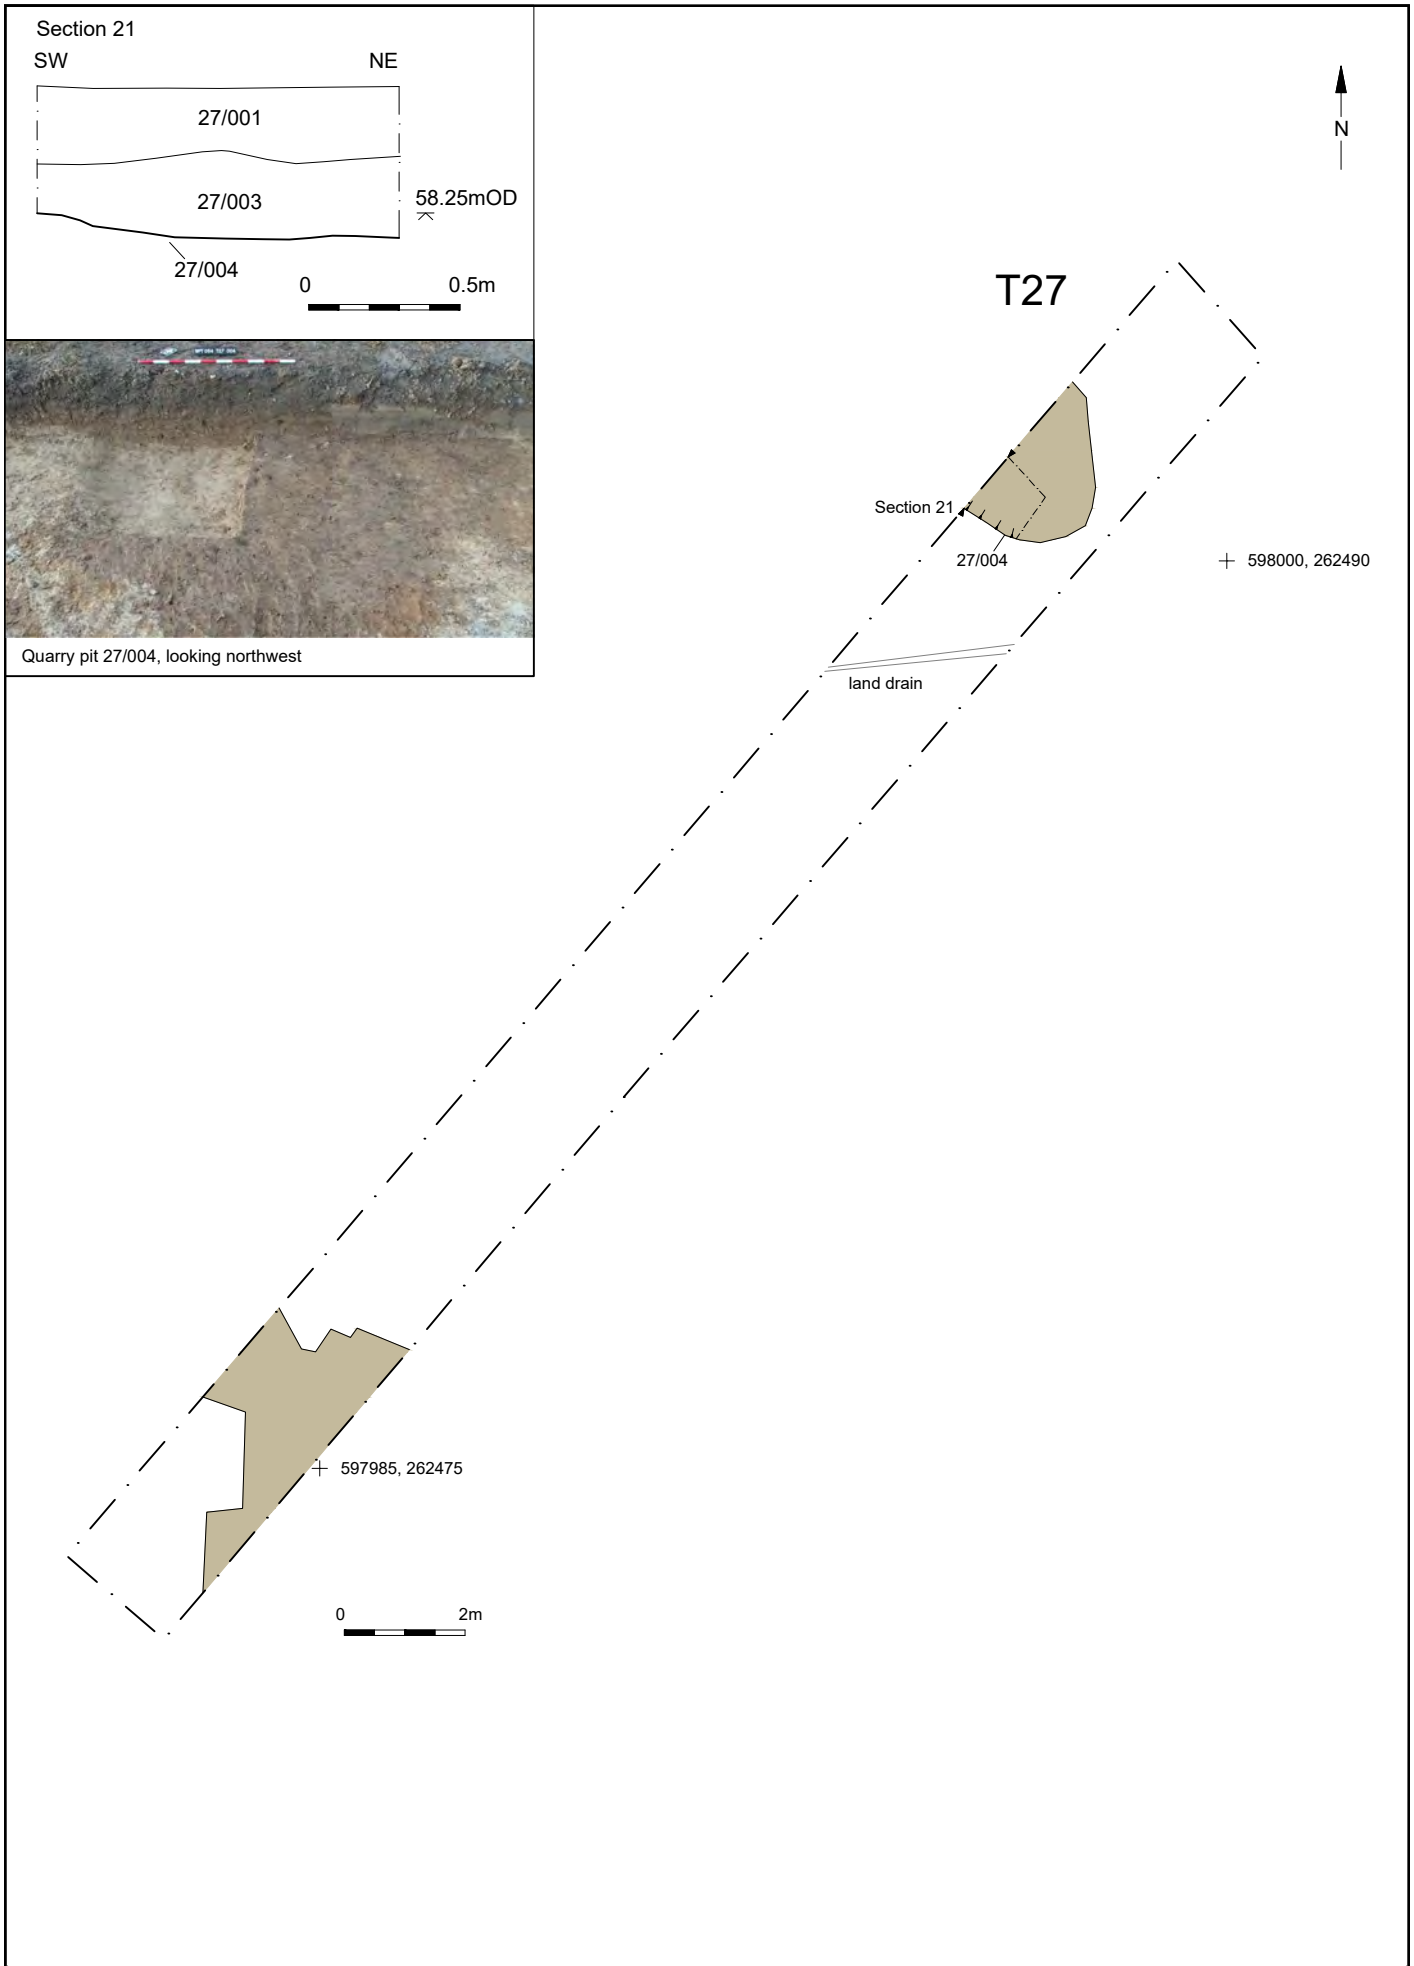 Section 21
SW NE
27/001
27/003
58.25mOD
27/004
0 0.5m
Quarry pit 27/004, looking northwest
N
T27
Section 21
27/004
598000, 262490
land drain
597985, 262475
0 2m